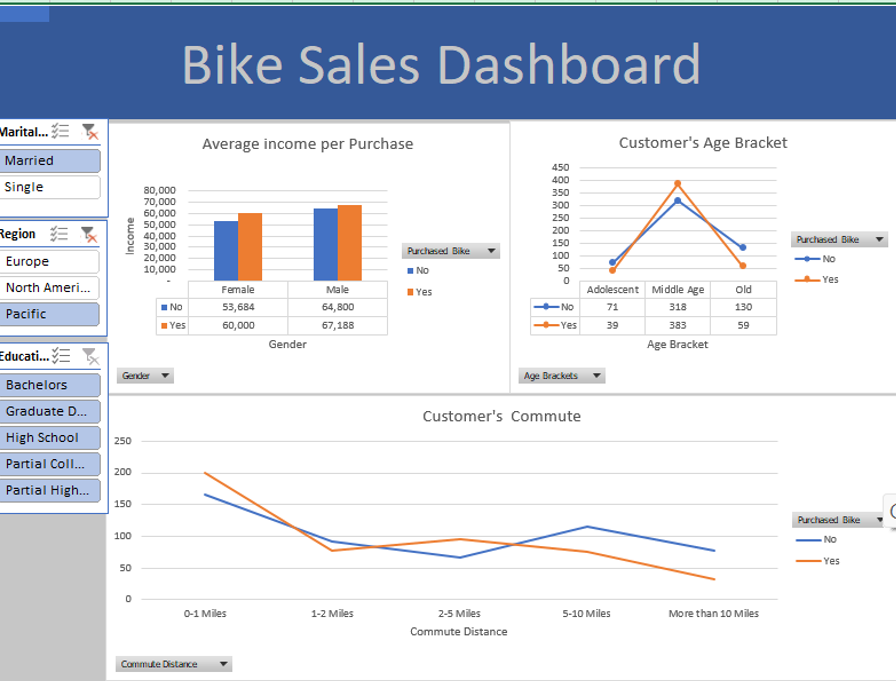 Bike Sales Dashboard
Marital...
Married
Single
Region
Europe
North Ameri...
Pacific
Educati...
Bachelors
Graduate D...
High School
Partial Coll...
Partial High...
Average income per Purchase
80,000
70,000
60,000
50,000
40,000
30,000
20,000
10,000
-
Income
Female Male
No 53,684 64,800
Yes 60,000 67,188
Gender
Purchased Bike
No
Yes
Gender
Customer's Age Bracket
450
400
350
300
250
200
150
100
50
0
Adolescent Middle Age Old
No 71 318 130
Yes 39 383 59
Age Bracket
Purchased Bike
No
Yes
Age Brackets
Customer's Commute
250
200
150
100
50
0
0-1 Miles 1-2 Miles 2-5 Miles 5-10 Miles More than 10 Miles
Commute Distance
Purchased Bike
No
Yes
Commute Distance